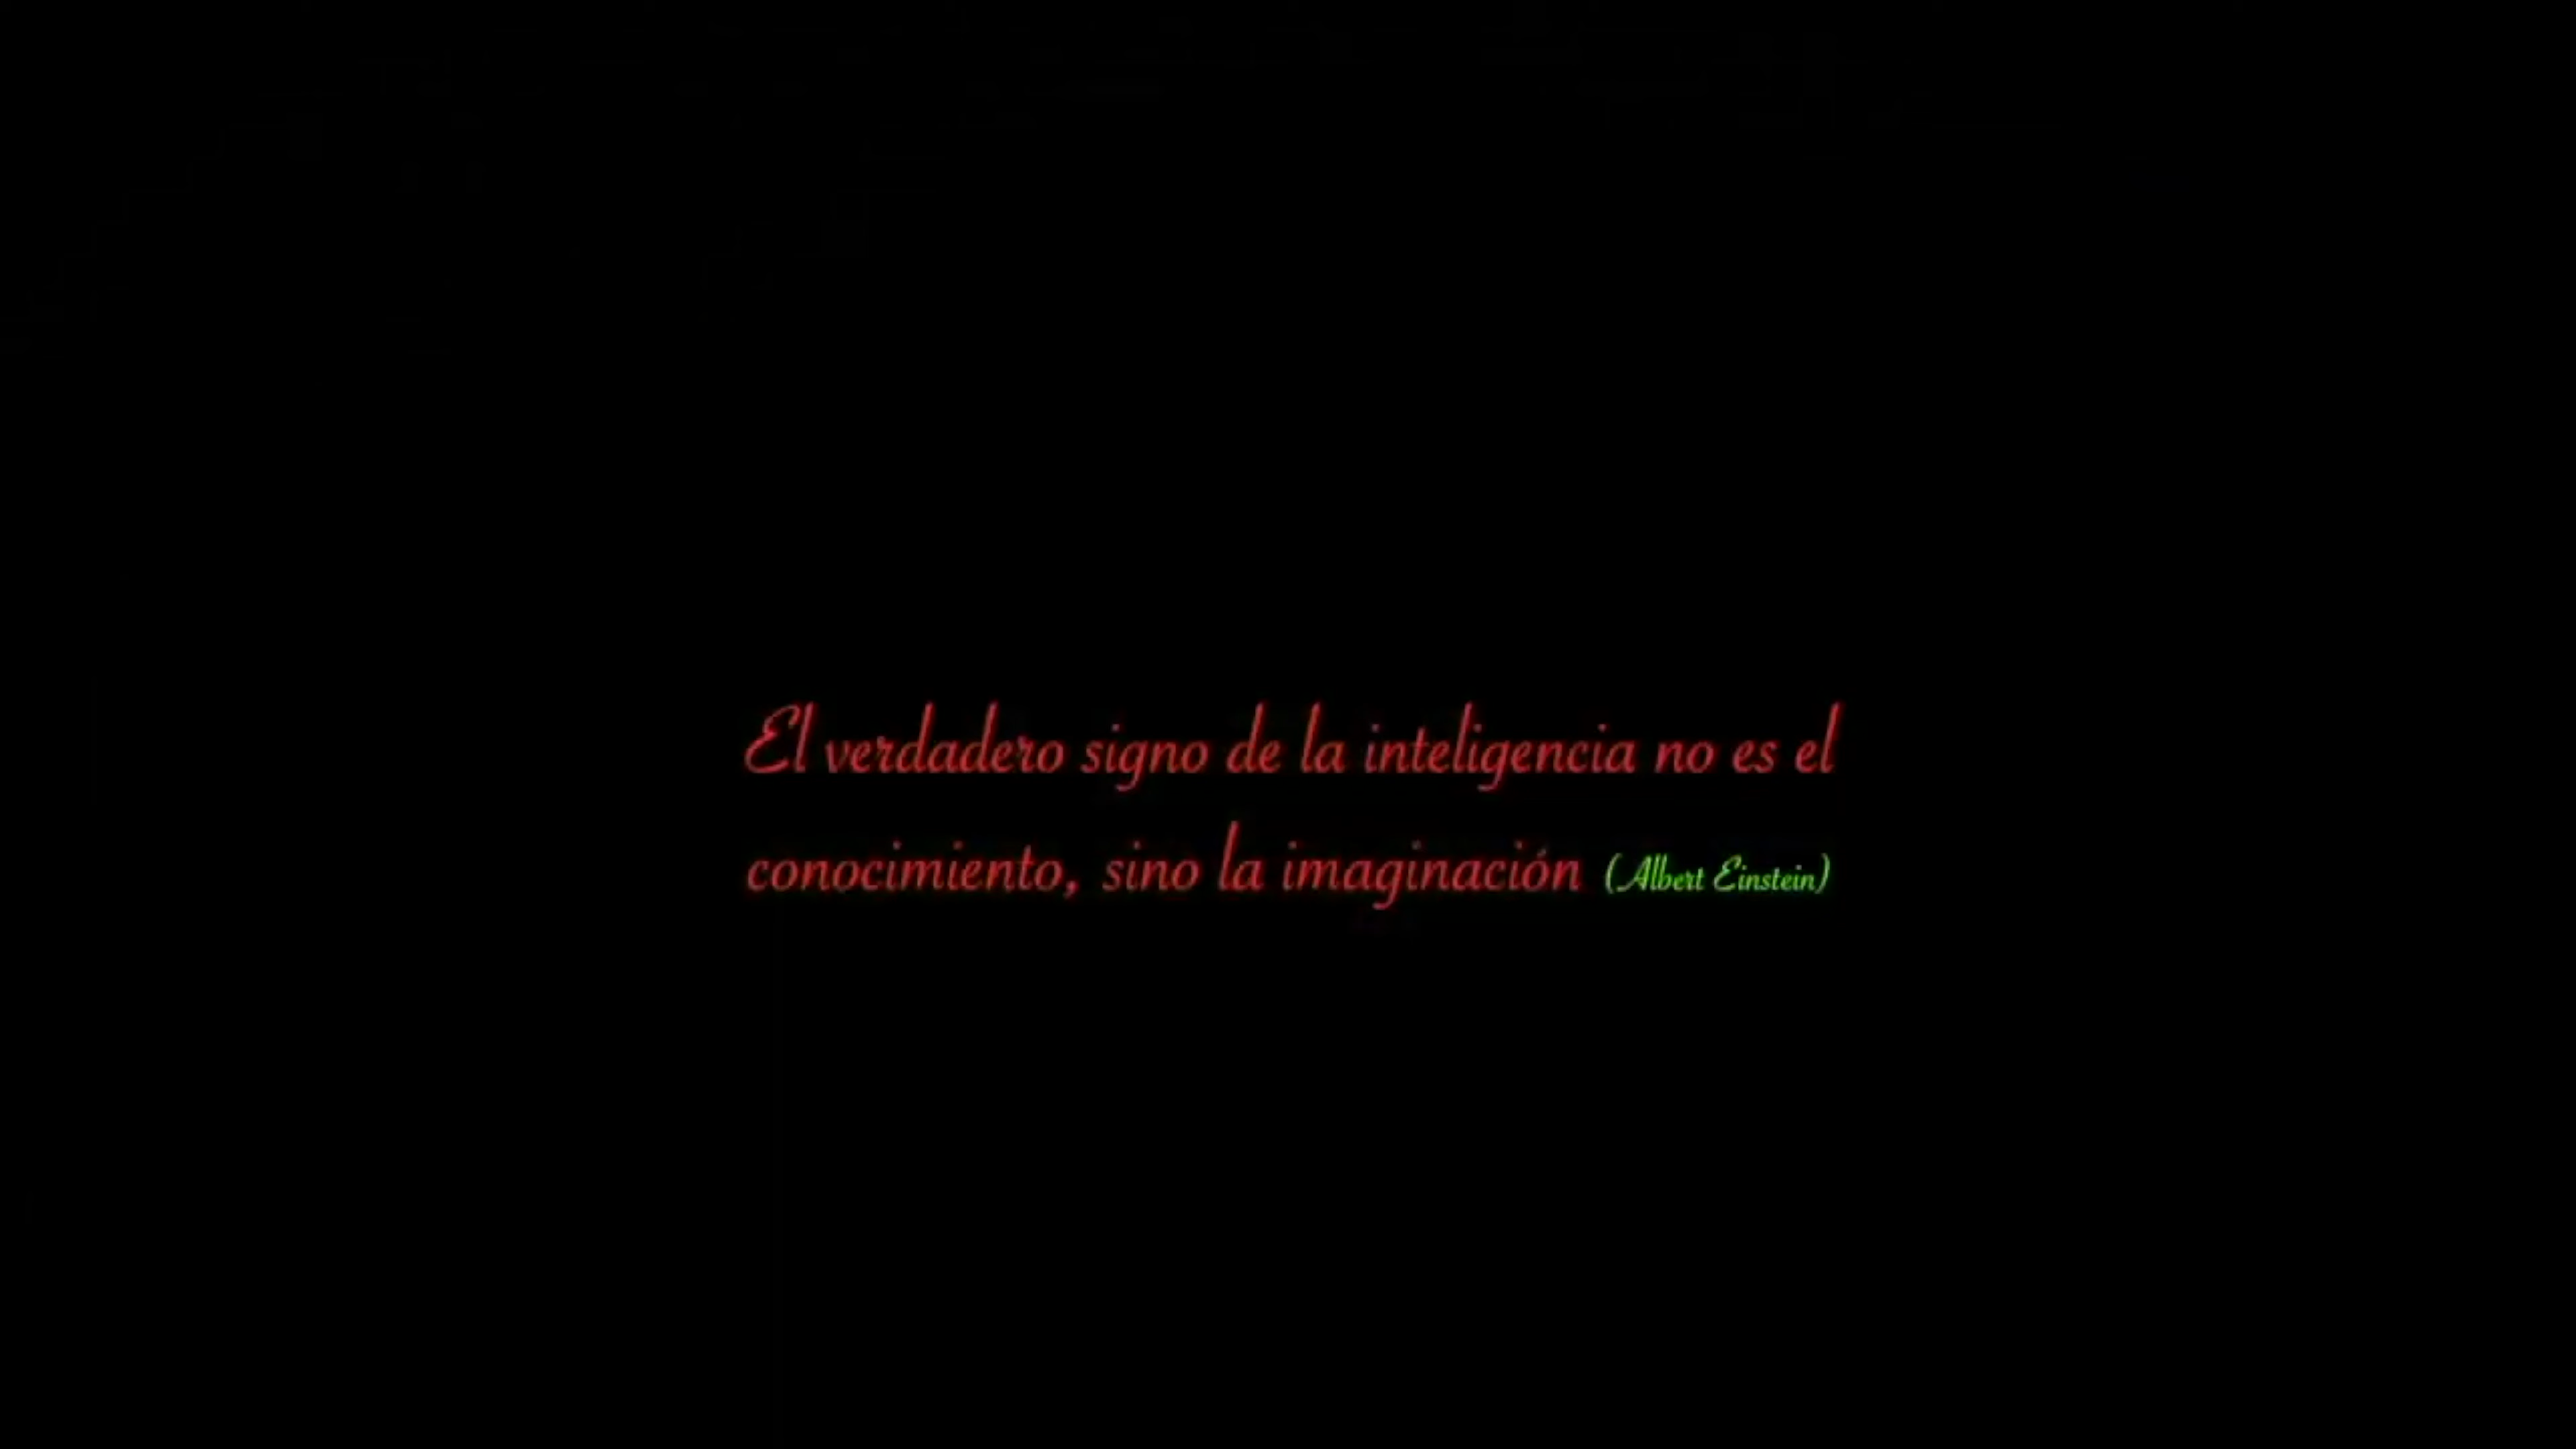 El verdadero signo de la inteligencia no es el
conocimiento, sino la imaginación (Albert Einstein)